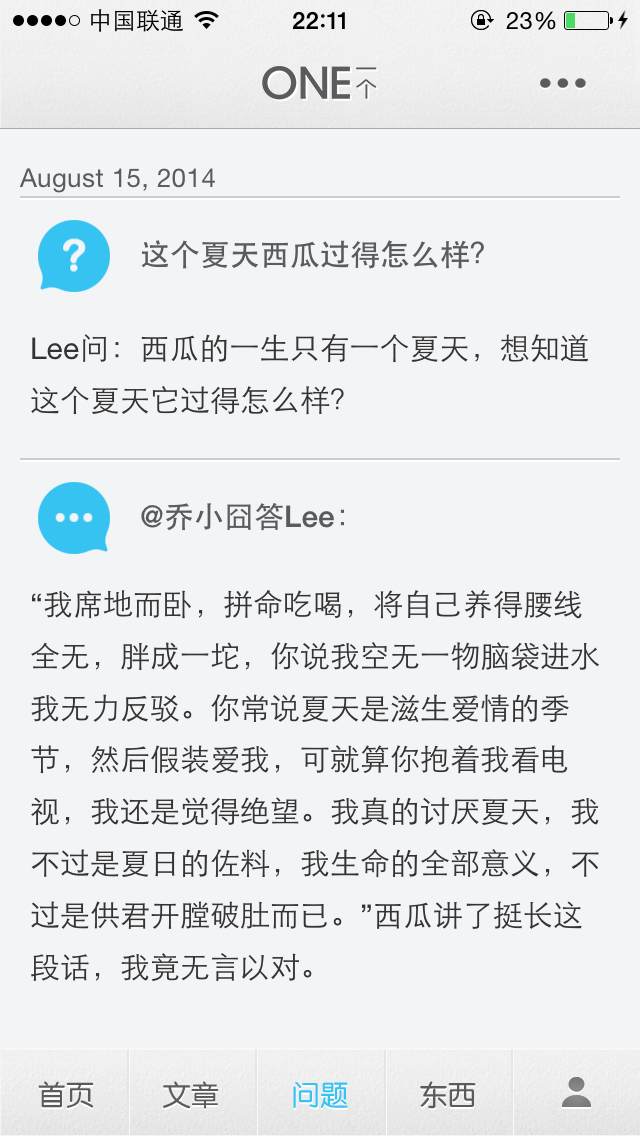 中国联通 22:11 23%
ONE一个
August 15, 2014
? 这个夏天西瓜过得怎么样？
Lee问：西瓜的一生只有一个夏天，想知道
这个夏天它过得怎么样？
@乔小囧答Lee：
“我席地而卧，拼命吃喝，将自己养得腰线
全无，胖成一坨，你说我空无一物脑袋进水
我无力反驳。你常说夏天是滋生爱情的季
节，然后假装爱我，可就算你抱着我看电
视，我还是觉得绝望。我真的讨厌夏天，我
不过是夏日的佐料，我生命的全部意义，不
过是供君开膛破肚而已。”西瓜讲了挺长这
段话，我竟无言以对。
首页 文章 问题 东西